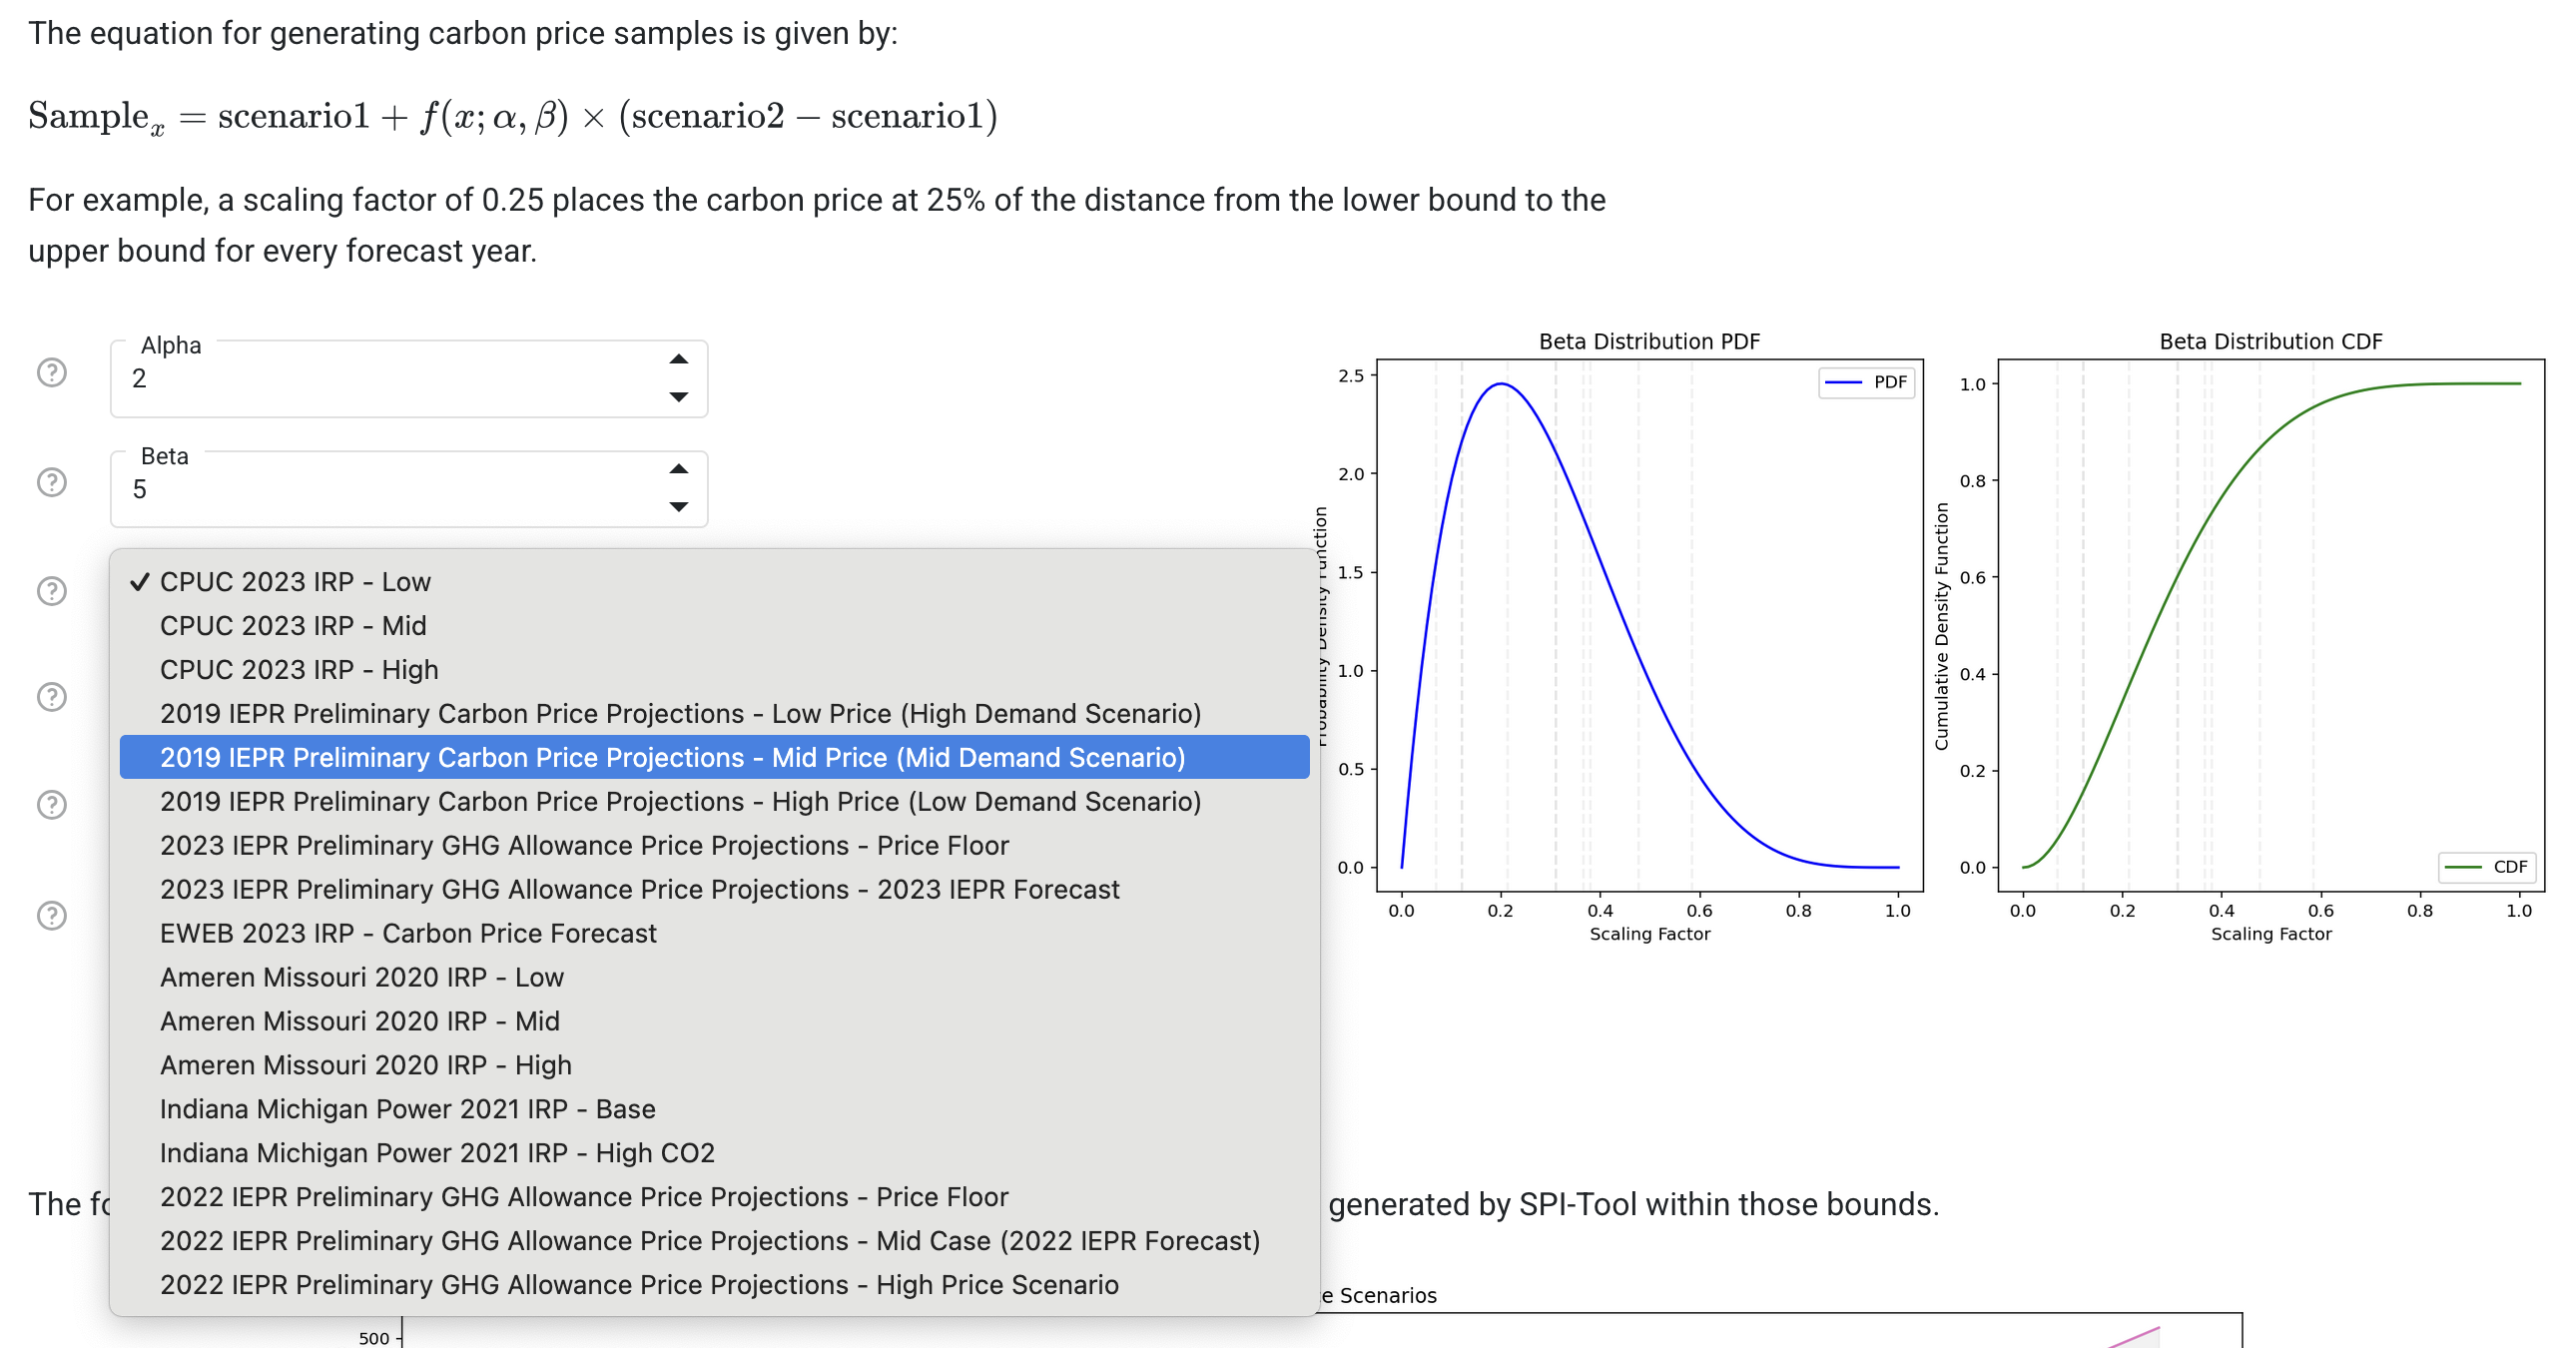 The equation for generating carbon price samples is given by:
Sampleₓ = scenario1 + f(x; α, β) × (scenario2 − scenario1)
For example, a scaling factor of 0.25 places the carbon price at 25% of the distance from the lower bound to the
upper bound for every forecast year.
Alpha
2
Beta
5
✓ CPUC 2023 IRP - Low
CPUC 2023 IRP - Mid
CPUC 2023 IRP - High
2019 IEPR Preliminary Carbon Price Projections - Low Price (High Demand Scenario)
2019 IEPR Preliminary Carbon Price Projections - Mid Price (Mid Demand Scenario)
2019 IEPR Preliminary Carbon Price Projections - High Price (Low Demand Scenario)
2023 IEPR Preliminary GHG Allowance Price Projections - Price Floor
2023 IEPR Preliminary GHG Allowance Price Projections - 2023 IEPR Forecast
EWEB 2023 IRP - Carbon Price Forecast
Ameren Missouri 2020 IRP - Low
Ameren Missouri 2020 IRP - Mid
Ameren Missouri 2020 IRP - High
Indiana Michigan Power 2021 IRP - Base
Indiana Michigan Power 2021 IRP - High CO2
2022 IEPR Preliminary GHG Allowance Price Projections - Price Floor
2022 IEPR Preliminary GHG Allowance Price Projections - Mid Case (2022 IEPR Forecast)
2022 IEPR Preliminary GHG Allowance Price Projections - High Price Scenario
Beta Distribution PDF
PDF
Probability Density Function
2.5
2.0
1.5
1.0
0.5
0.0
0.0 0.2 0.4 0.6 0.8 1.0
Scaling Factor
Beta Distribution CDF
CDF
Cumulative Density Function
1.0
0.8
0.6
0.4
0.2
0.0
0.0 0.2 0.4 0.6 0.8 1.0
Scaling Factor
The generated by SPI-Tool within those bounds.
Scenarios
500